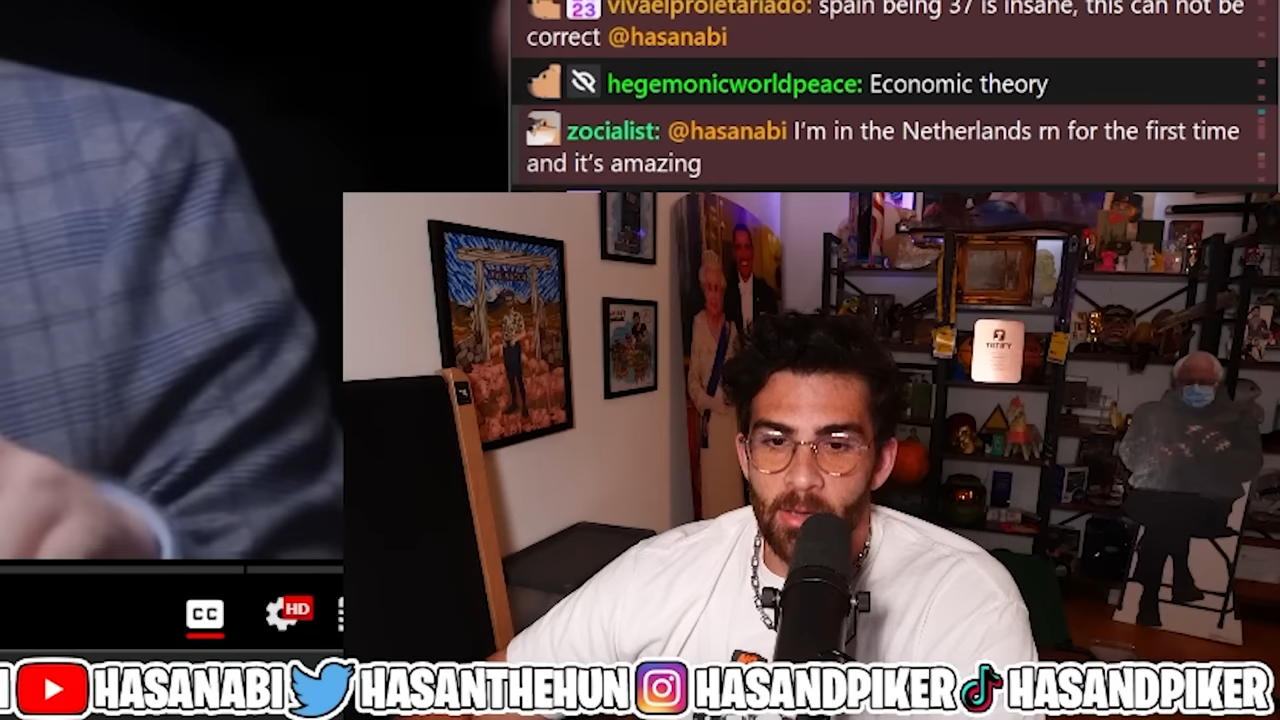 23 vivaelproletariado: spain being 37 is insane, this can not be
correct @hasanabi
hegemonicworldpeace: Economic theory
zocialist: @hasanabi I'm in the Netherlands rn for the first time
and it's amazing
CC
HD
HASANABI HASANTHEHUN HASANDPIKER HASANDPIKER